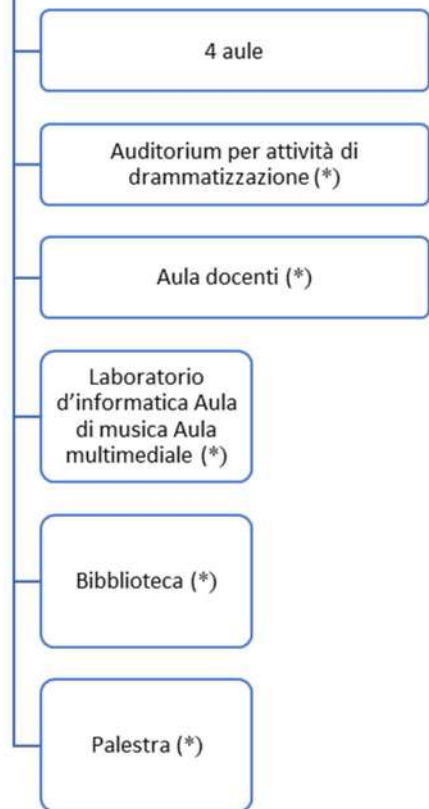 4 aule
Auditorium per attività di
drammatizzazione (*)
Aula docenti (*)
Laboratorio
d'informatica Aula
di musica Aula
multimediale (*)
Bibblioteca (*)
Palestra (*)